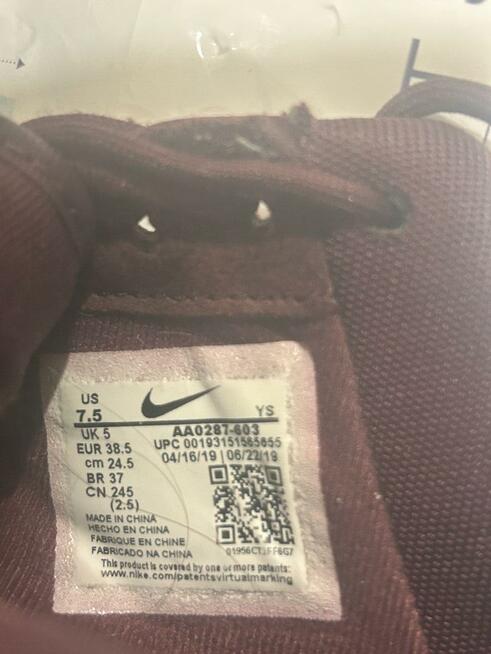 US
7.5 YS
UK 5 AA0287-603
EUR 38.5 UPC 00193151565655
cm 24.5 04/16/19 | 06/22/19
BR 37
CN 245
(2.5)
MADE IN CHINA
HECHO EN CHINA
FABRIQUE EN CHINE
FABRICADO NA CHINA
This product is covered by one or more patents:
www.nike.com/patentsvirtualmarking